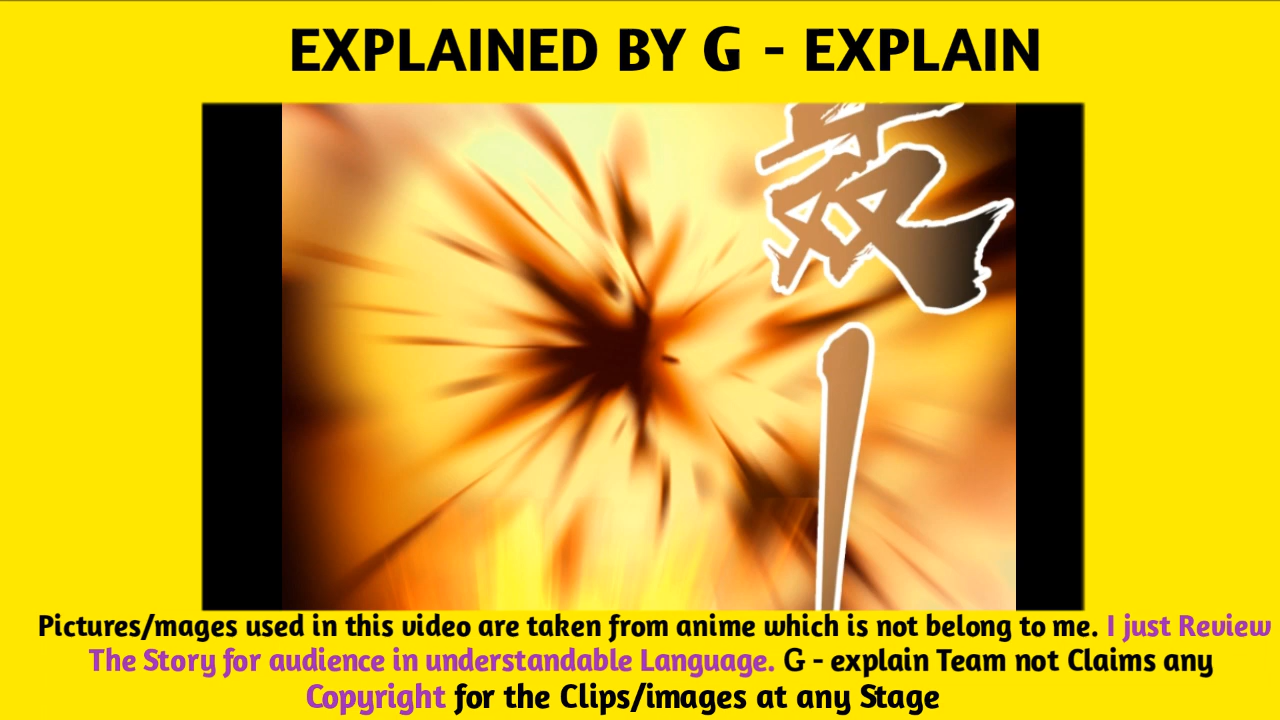 EXPLAINED BY G - EXPLAIN
轰
Pictures/mages used in this video are taken from anime which is not belong to me. I just Review
The Story for audience in understandable Language. G - explain Team not Claims any
Copyright for the Clips/images at any Stage